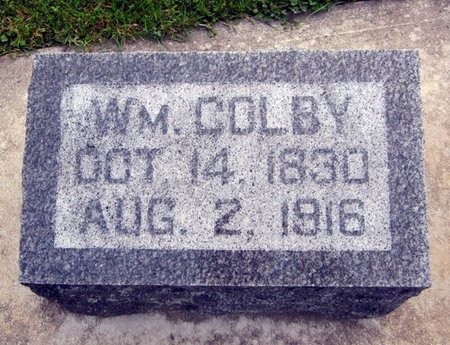 WM. COLBY
OCT 14, 1830
AUG. 2, 1916